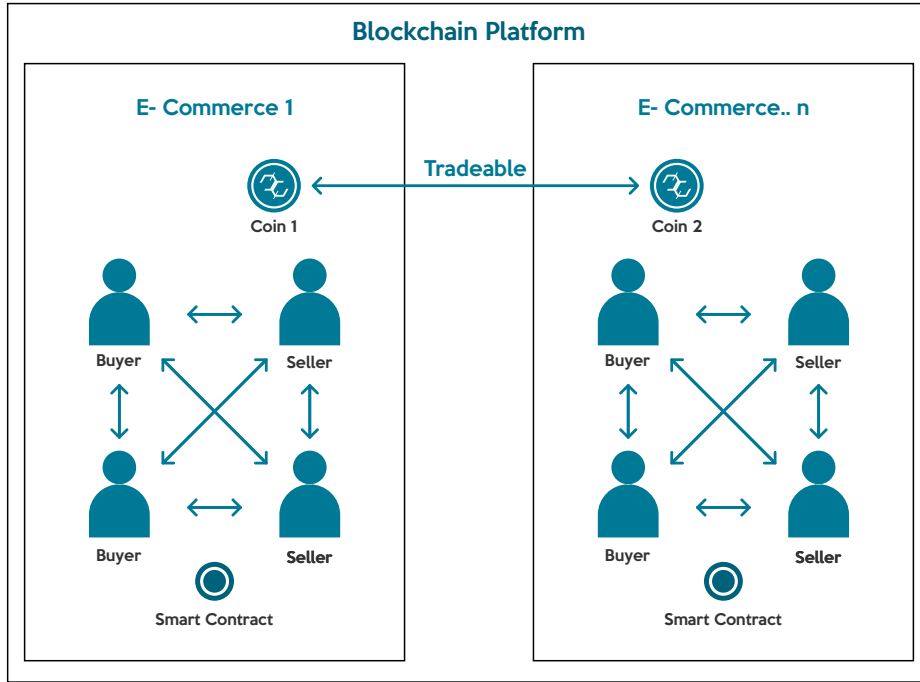 Blockchain Platform
E- Commerce 1
E- Commerce.. n
Tradeable
Coin 1
Coin 2
Buyer
Seller
Buyer
Seller
Buyer
Seller
Buyer
Seller
Smart Contract
Smart Contract